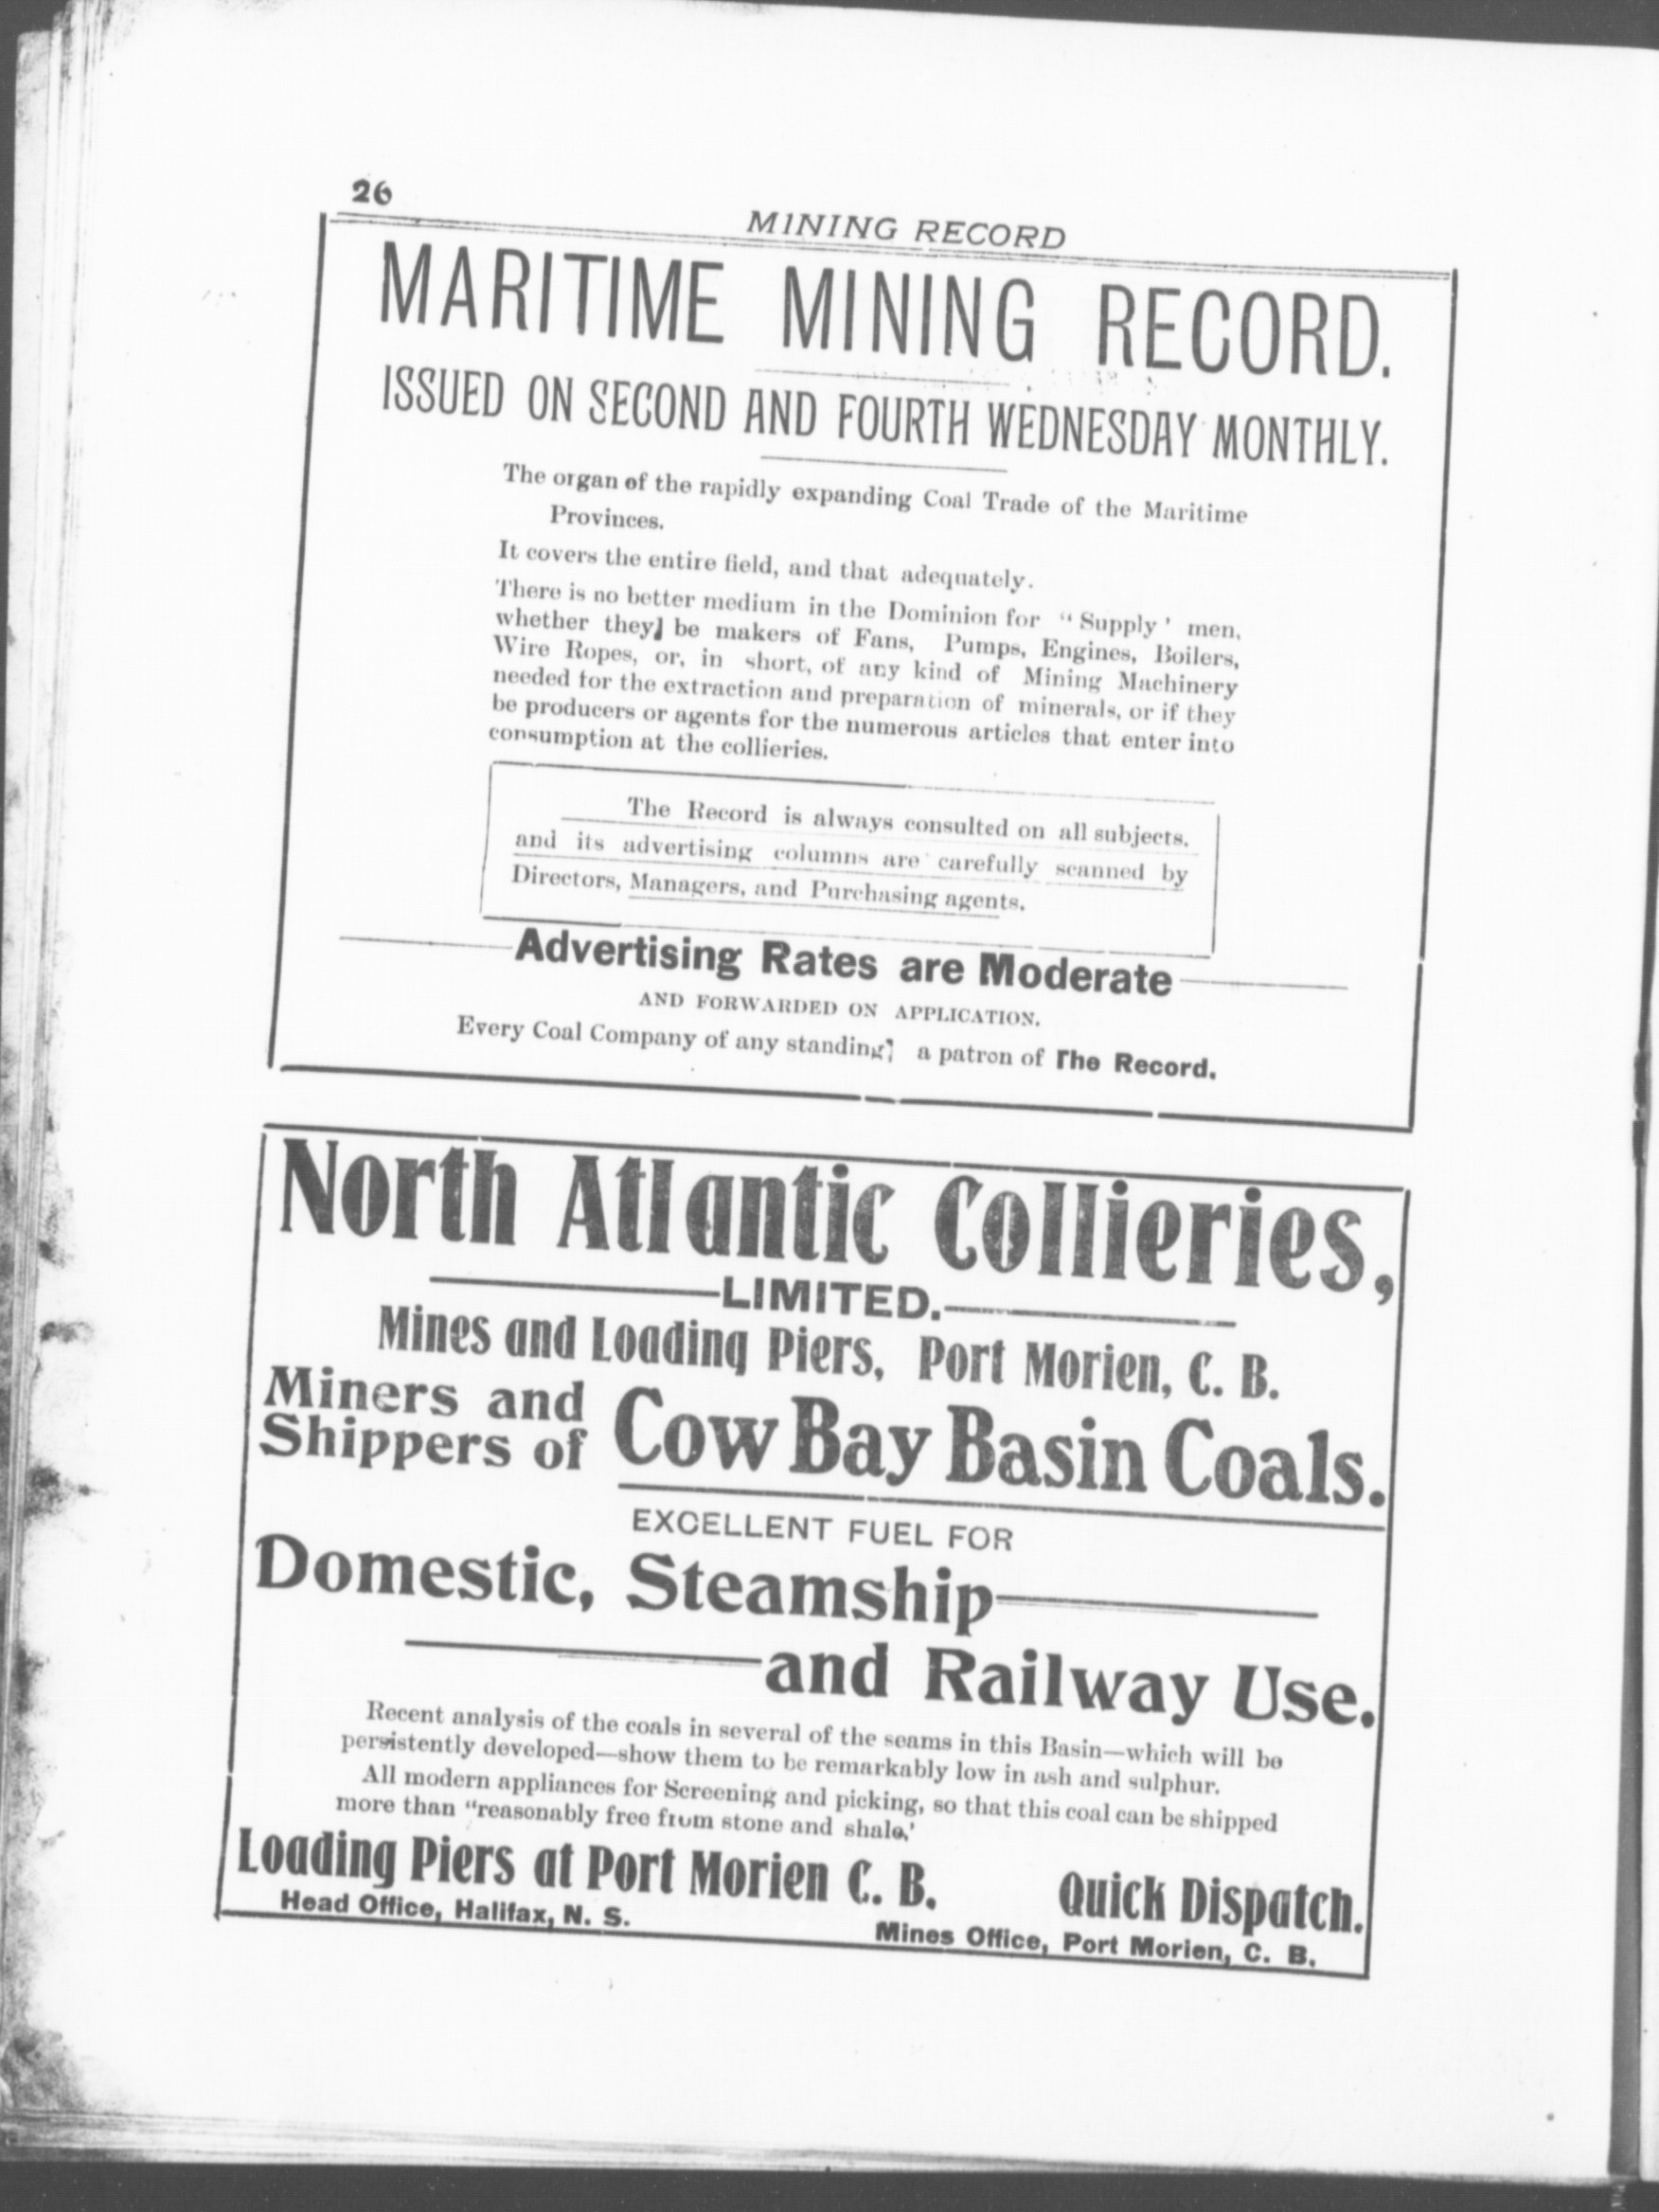 26
MINING RECORD
MARITIME MINING RECORD.
ISSUED ON SECOND AND FOURTH WEDNESDAY MONTHLY.
The organ of the rapidly expanding Coal Trade of the Maritime
Provinces.
It covers the entire field, and that adequately.
There is no better medium in the Dominion for "Supply' men,
whether they be makers of Fans, Pumps, Engines, Boilers,
Wire Ropes, or, in short, of any kind of Mining Machinery
needed for the extraction and preparation of minerals, or if they
be producers or agents for the numerous articles that enter into
consumption at the collieries.
The Record is always consulted on all subjects,
and its advertising columns are carefully scanned by
Directors, Managers, and Purchasing agents.
Advertising Rates are Moderate
AND FORWARDED ON APPLICATION.
Every Coal Company of any standing, a patron of The Record.
North Atlantic Collieries,
LIMITED.
Mines and Loading Piers, Port Morien, C. B.
Miners and
Shippers of Cow Bay Basin Coals.
EXCELLENT FUEL FOR
Domestic, Steamship
and Railway Use.
Recent analysis of the coals in several of the seams in this Basin—which will be
persistently developed—show them to be remarkably low in ash and sulphur.
All modern appliances for Screening and picking, so that this coal can be shipped
more than "reasonably free from stone and shale,'
Loading Piers at Port Morien C. B. Quick Dispatch.
Head Office, Halifax, N. S. Mines Office, Port Morien, C. B.